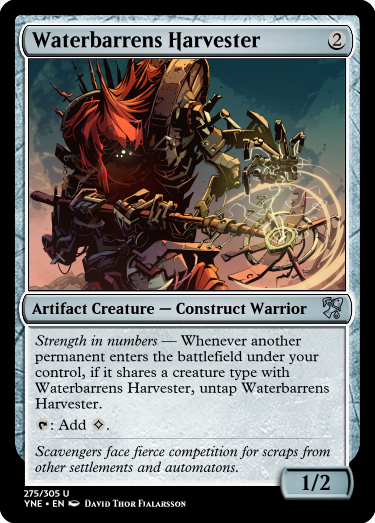 Waterbarrens Harvester 2
Artifact Creature — Construct Warrior
Strength in numbers — Whenever another
permanent enters the battlefield under your
control, if it shares a creature type with
Waterbarrens Harvester, untap Waterbarrens
Harvester.
: Add .
Scavengers face fierce competition for scraps from
other settlements and automatons.
1/2
275/305 U
YNE • EN DAVID THOR FJALARSSON